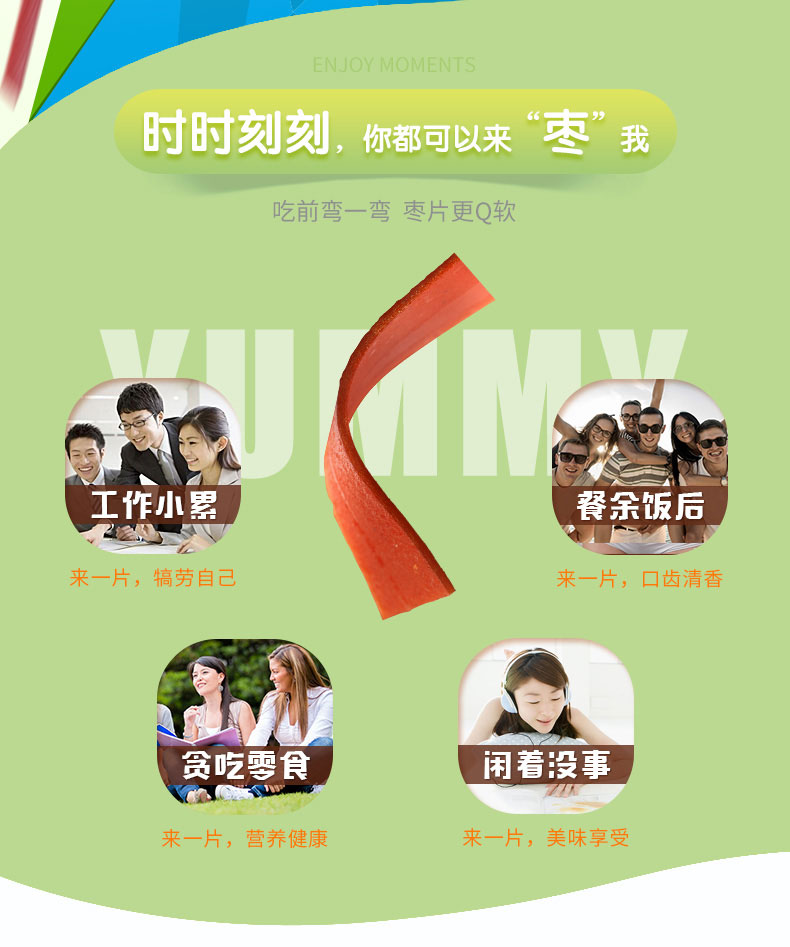 ENJOY MOMENTS
时时刻刻，你都可以来“枣”我
吃前弯一弯 枣片更Q软
YUMMY
工作小累
来一片，犒劳自己
餐余饭后
来一片，口齿清香
贪吃零食
来一片，营养健康
闲着没事
来一片，美味享受